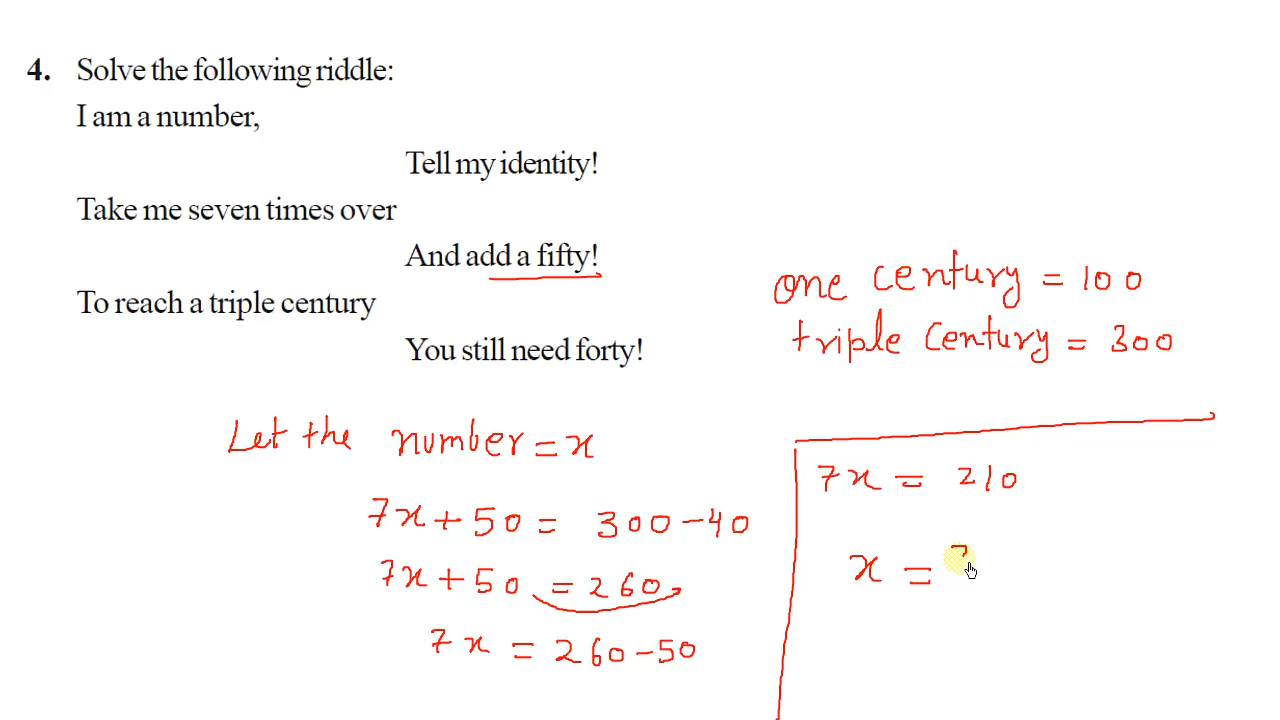 4. Solve the following riddle:
I am a number,
Tell my identity!
Take me seven times over
And add a fifty!
To reach a triple century
You still need forty!
one century = 100
triple century = 300
Let the number = x
7x + 50 = 300 - 40
7x + 50 = 260
7x = 260 - 50
7x = 210
x =